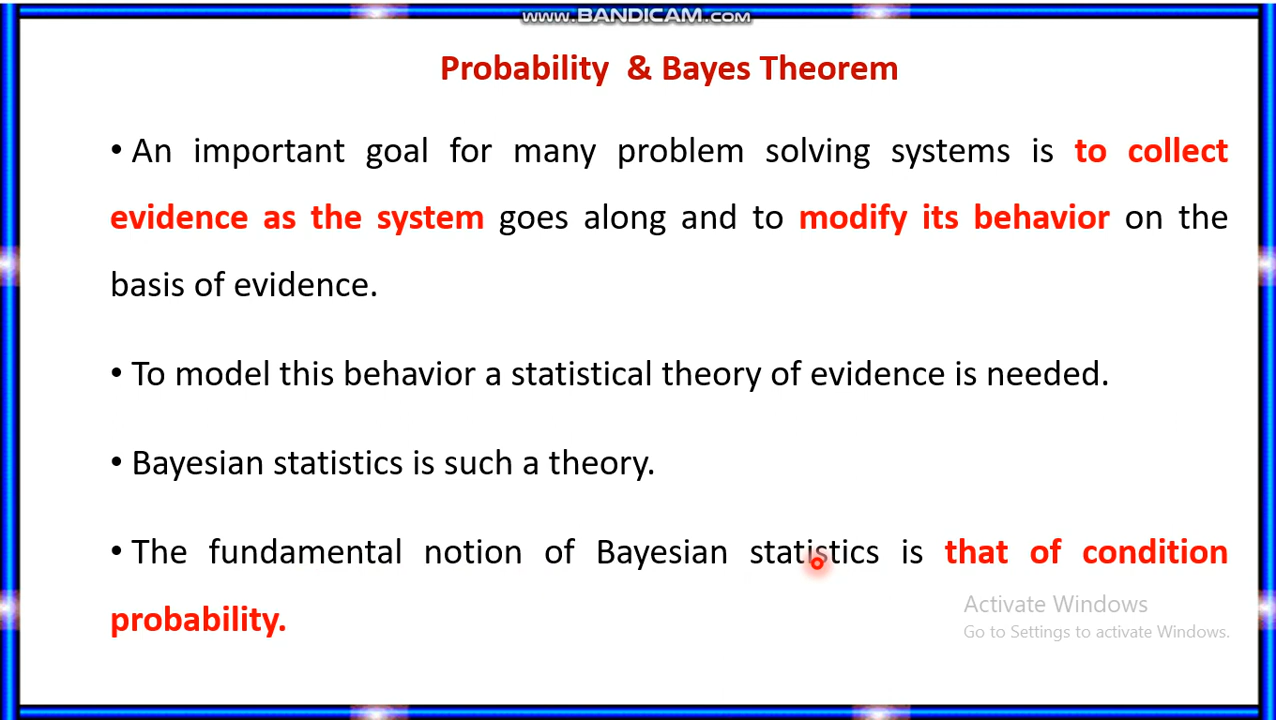 www.BANDICAM.com
Probability & Bayes Theorem
• An important goal for many problem solving systems is to collect
evidence as the system goes along and to modify its behavior on the
basis of evidence.
• To model this behavior a statistical theory of evidence is needed.
• Bayesian statistics is such a theory.
• The fundamental notion of Bayesian statistics is that of condition
probability.
Activate Windows
Go to Settings to activate Windows.